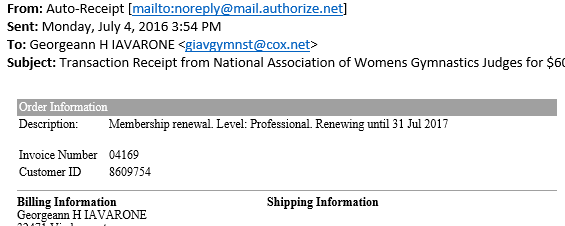 From: Auto-Receipt [mailto:noreply@mail.authorize.net]
Sent: Monday, July 4, 2016 3:54 PM
To: Georgeann H IAVARONE <giavgymnst@cox.net>
Subject: Transaction Receipt from National Association of Womens Gymnastics Judges for
Order Information
Description: Membership renewal. Level: Professional. Renewing until 31 Jul 2017
Invoice Number 04169
Customer ID 8609754
Billing Information Shipping Information
Georgeann H IAVARONE